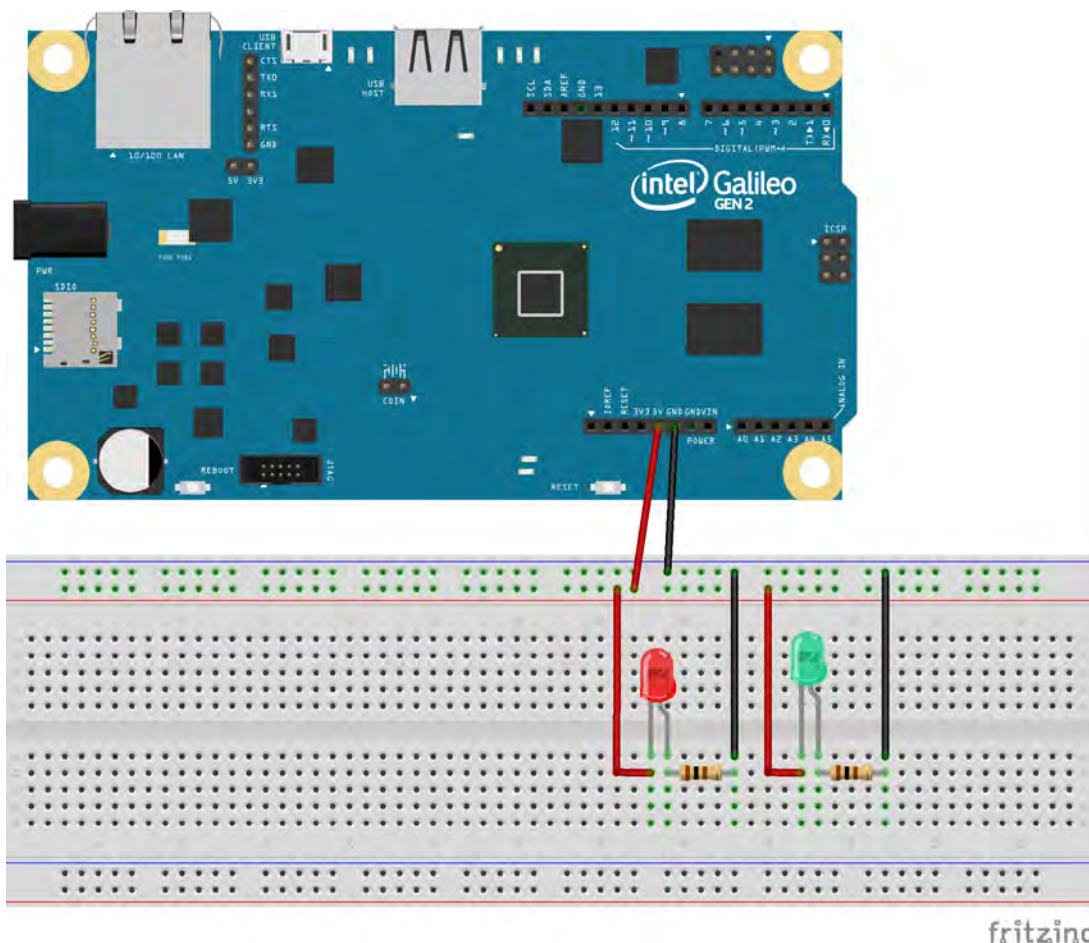 USB
CLIENT
CTS
TXD
RX1
RTS
GND
5V 3V3
10/100 LAN
USB
HOST
SCL
SDA
AREF
GND
13
12
~11
~10
~9
8
7
~6
~5
4
~3
2
TX▶1
RX◀0
DIGITAL (PWM~)
intel Galileo
GEN 2
ICSP
PWR
SDIO
COIN
IOREF
RESET
3V3 5V GND GND VIN
POWER
A0 A1 A2 A3 A4 A5
ANALOG IN
REBOOT
JTAG
RESET
fritzing